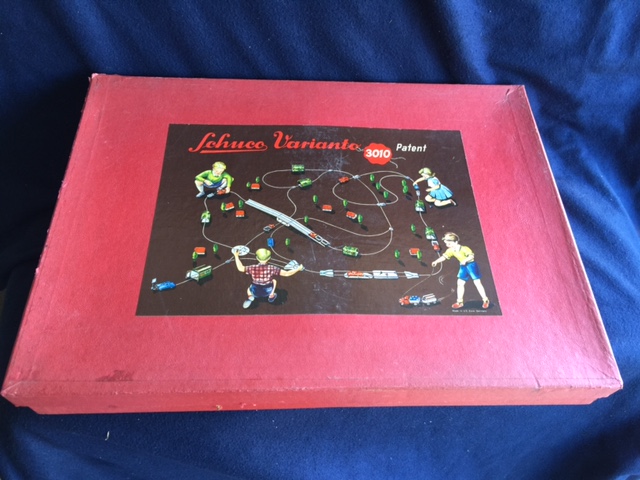 Schuco Varianto 3010 Patent